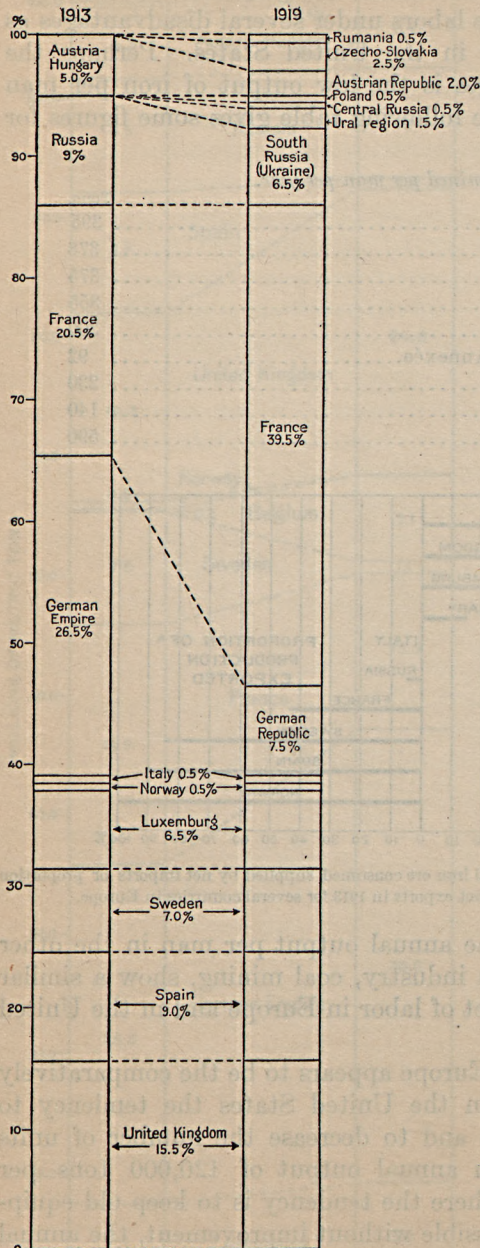 1913
1919
%
100
Austria-
Hungary
5.0%
Rumania 0.5%
Czecho-Slovakia
2.5%
Austrian Republic 2.0%
Poland 0.5%
Central Russia 0.5%
Ural region 1.5%
Russia
9%
South
Russia
(Ukraine)
6.5%
90
80
France
20.5%
70
France
39.5%
60
German
Empire
26.5%
50
German
Republic
7.5%
40
Italy 0.5%
Norway 0.5%
Luxemburg
6.5%
30
Sweden
7.0%
Spain
9.0%
20
10
United Kingdom
15.5%